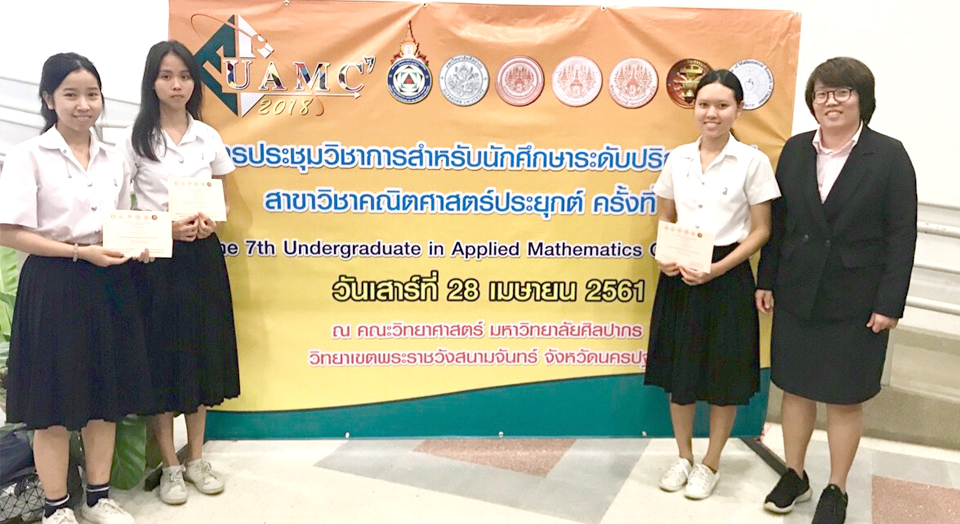 UAMC'
2018
การประชุมวิชาการสำหรับนักศึกษาระดับปริ
สาขาวิชาคณิตศาสตร์ประยุกต์ ครั้งที่
he 7th Undergraduate in Applied Mathematics C
วันเสาร์ที่ 28 เมษายน 2561
ณ คณะวิทยาศาสตร์ มหาวิทยาลัยศิลปากร
วิทยาเขตพระราชวังสนามจันทร์ จังหวัดนครปฐ